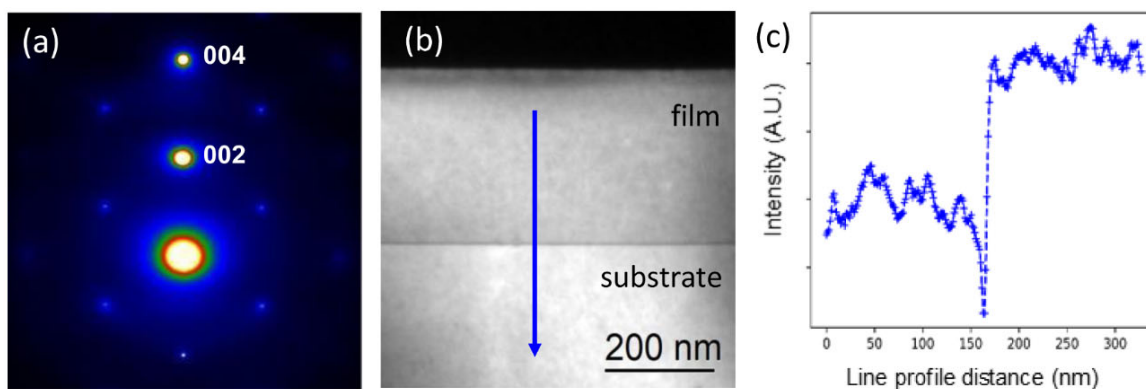 (a)
004
002
(b)
film
substrate
200 nm
(c)
Intensity (A.U.)
0 50 100 150 200 250 300
Line profile distance (nm)